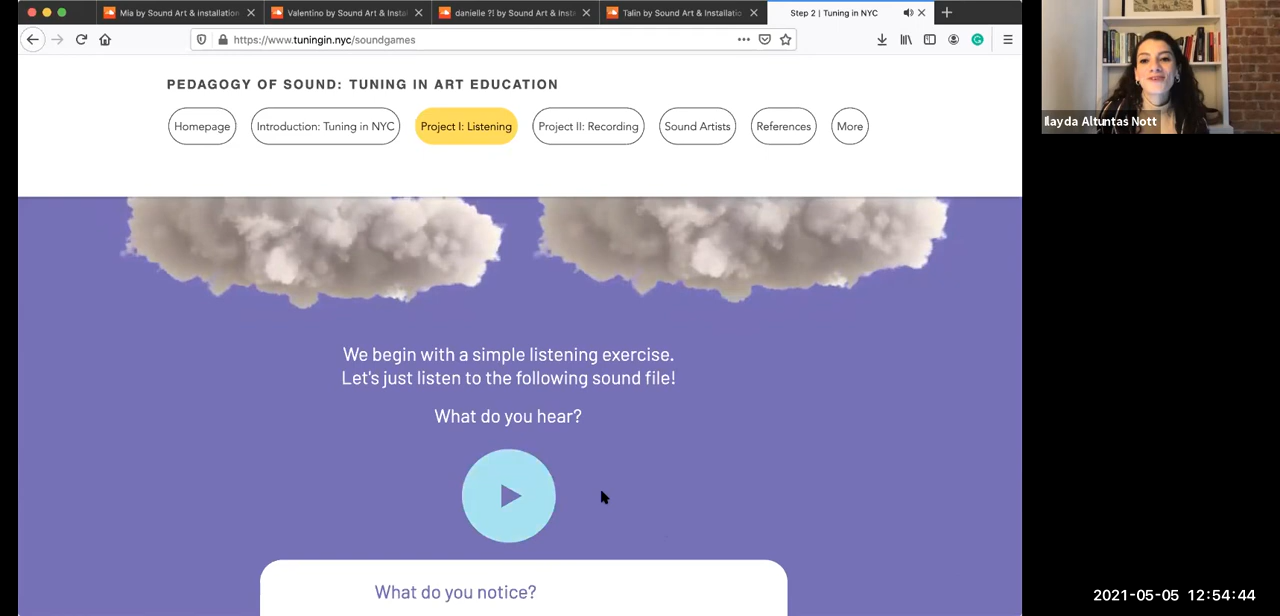 Mia by Sound Art & Installation
Valentino by Sound Art & Instal
danielle ?! by Sound Art & Insta
Talin by Sound Art & Installatio
Step 2 | Tuning in NYC
https://www.tuningin.nyc/soundgames
PEDAGOGY OF SOUND: TUNING IN ART EDUCATION
Homepage
Introduction: Tuning in NYC
Project I: Listening
Project II: Recording
Sound Artists
References
More
Ilayda Altuntas Nott
We begin with a simple listening exercise.
Let's just listen to the following sound file!
What do you hear?
What do you notice?
2021-05-05 12:54:44